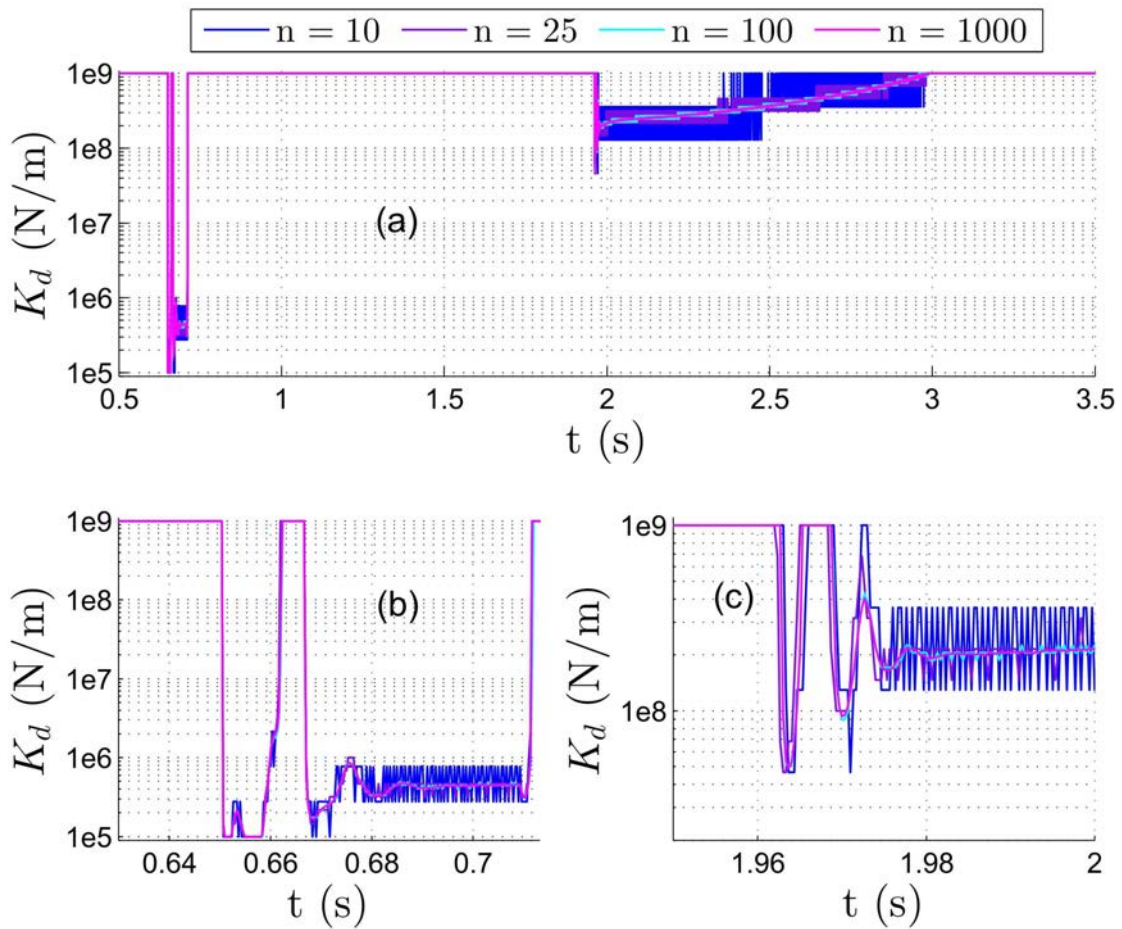 n = 10 n = 25 n = 100 n = 1000
1e9
1e8
1e7
1e6
1e5
K_d (N/m)
(a)
0.5 1 1.5 2 2.5 3 3.5
t (s)
1e9
1e8
1e7
1e6
1e5
K_d (N/m)
(b)
0.64 0.66 0.68 0.7
t (s)
1e9
1e8
K_d (N/m)
(c)
1.96 1.98 2
t (s)